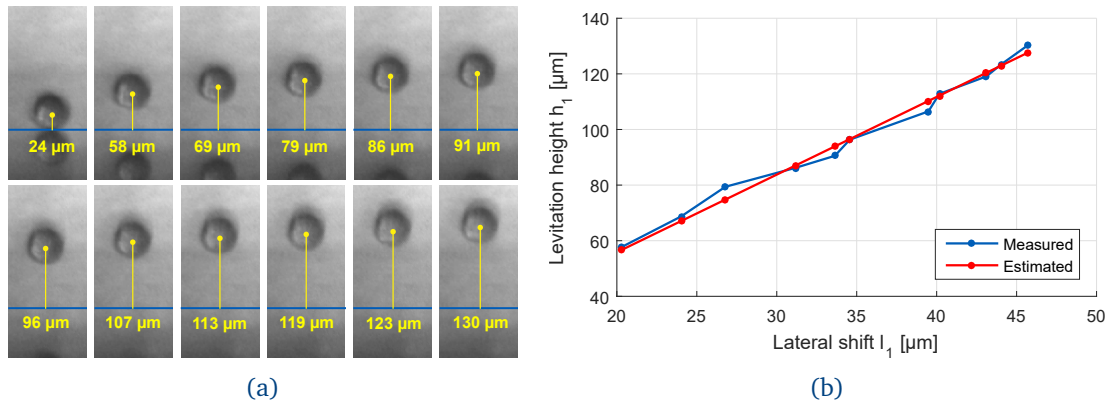 24 µm 58 µm 69 µm 79 µm 86 µm 91 µm
96 µm 107 µm 113 µm 119 µm 123 µm 130 µm
(a)
Levitation height h_1 [µm]
140
120
100
80
60
40
20 25 30 35 40 45 50
Lateral shift l_1 [µm]
Measured
Estimated
(b)